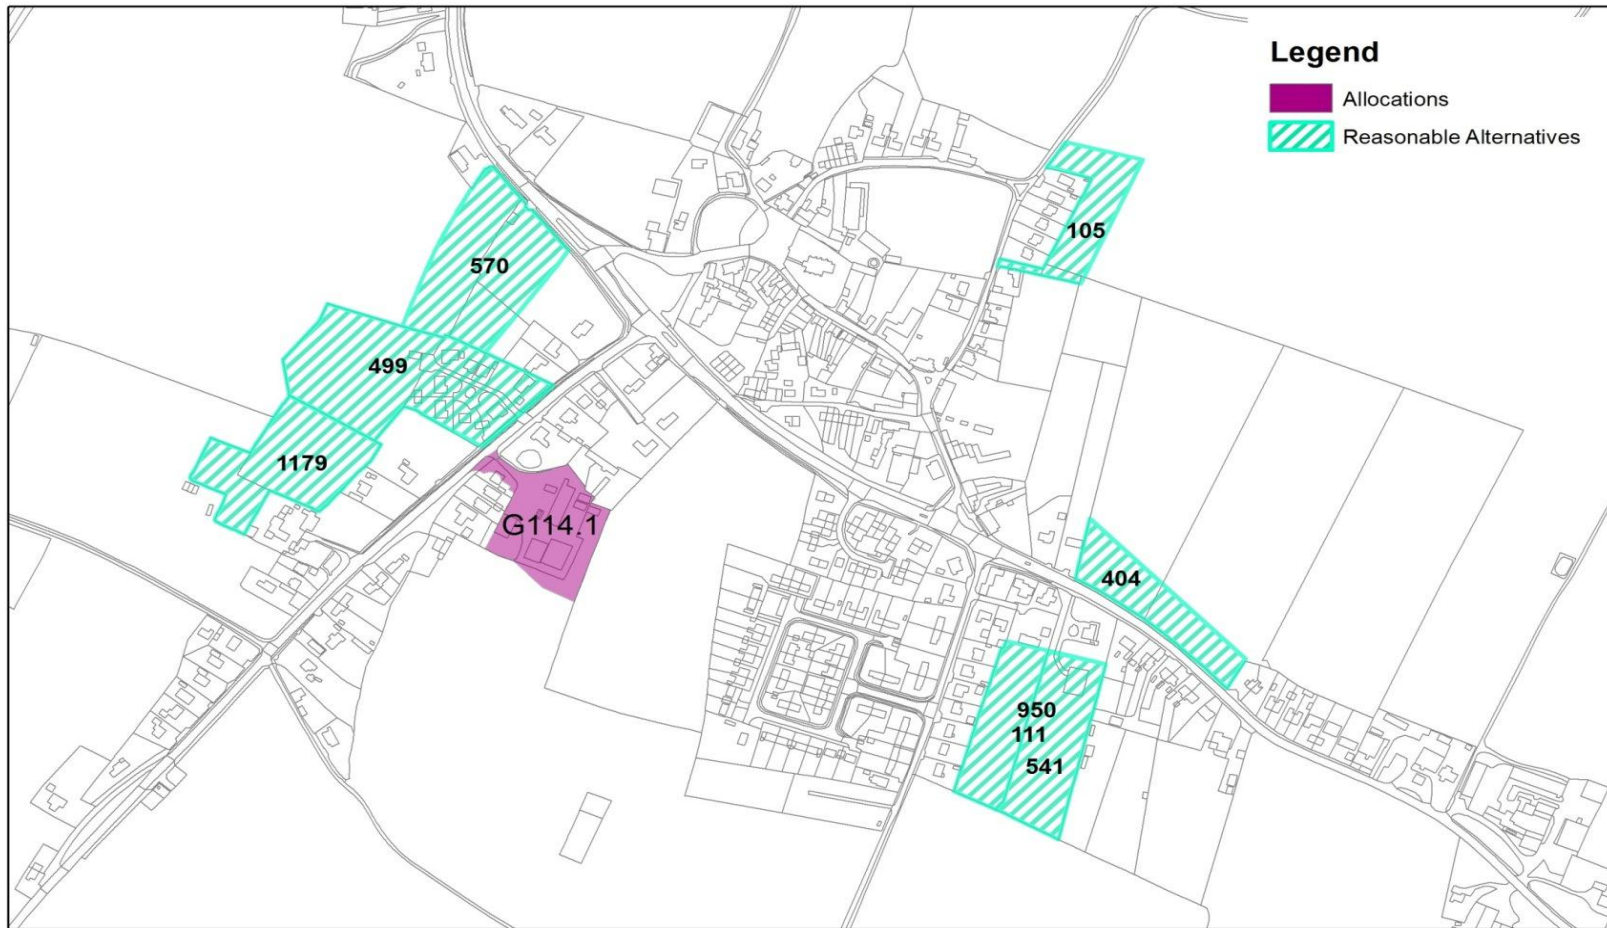 Legend
Allocations
Reasonable Alternatives
105
570
499
1179
G114.1
404
950
111
541